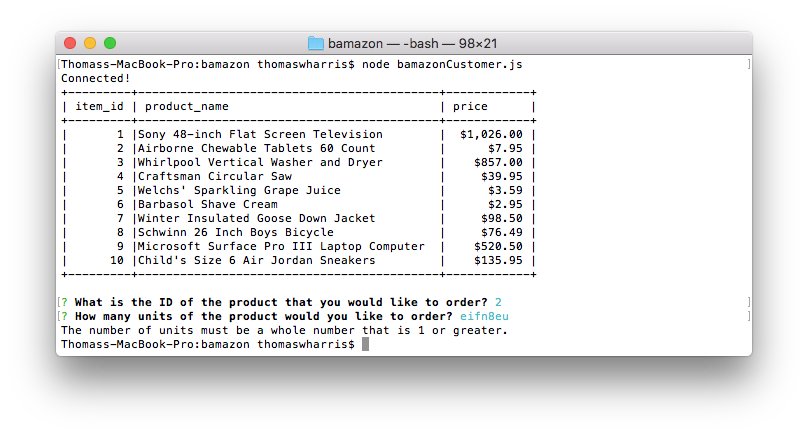 bamazon — -bash — 98×21
[Thomass-MacBook-Pro:bamazon thomaswharris$ node bamazonCustomer.js ]
Connected!
+---------+----------------------------------------+------------+
| item_id | product_name                           | price      |
+---------+----------------------------------------+------------+
|       1 |Sony 48-inch Flat Screen Television     |  $1,026.00 |
|       2 |Airborne Chewable Tablets 60 Count      |      $7.95 |
|       3 |Whirlpool Vertical Washer and Dryer     |    $857.00 |
|       4 |Craftsman Circular Saw                  |     $39.95 |
|       5 |Welchs' Sparkling Grape Juice           |      $3.59 |
|       6 |Barbasol Shave Cream                    |      $2.95 |
|       7 |Winter Insulated Goose Down Jacket      |     $98.50 |
|       8 |Schwinn 26 Inch Boys Bicycle            |     $76.49 |
|       9 |Microsoft Surface Pro III Laptop Computer  |    $520.50 |
|      10 |Child's Size 6 Air Jordan Sneakers      |    $135.95 |
+---------+----------------------------------------+------------+
[? What is the ID of the product that you would like to order? 2 ]
[? How many units of the product would you like to order? eifn8eu ]
The number of units must be a whole number that is 1 or greater.
Thomass-MacBook-Pro:bamazon thomaswharris$